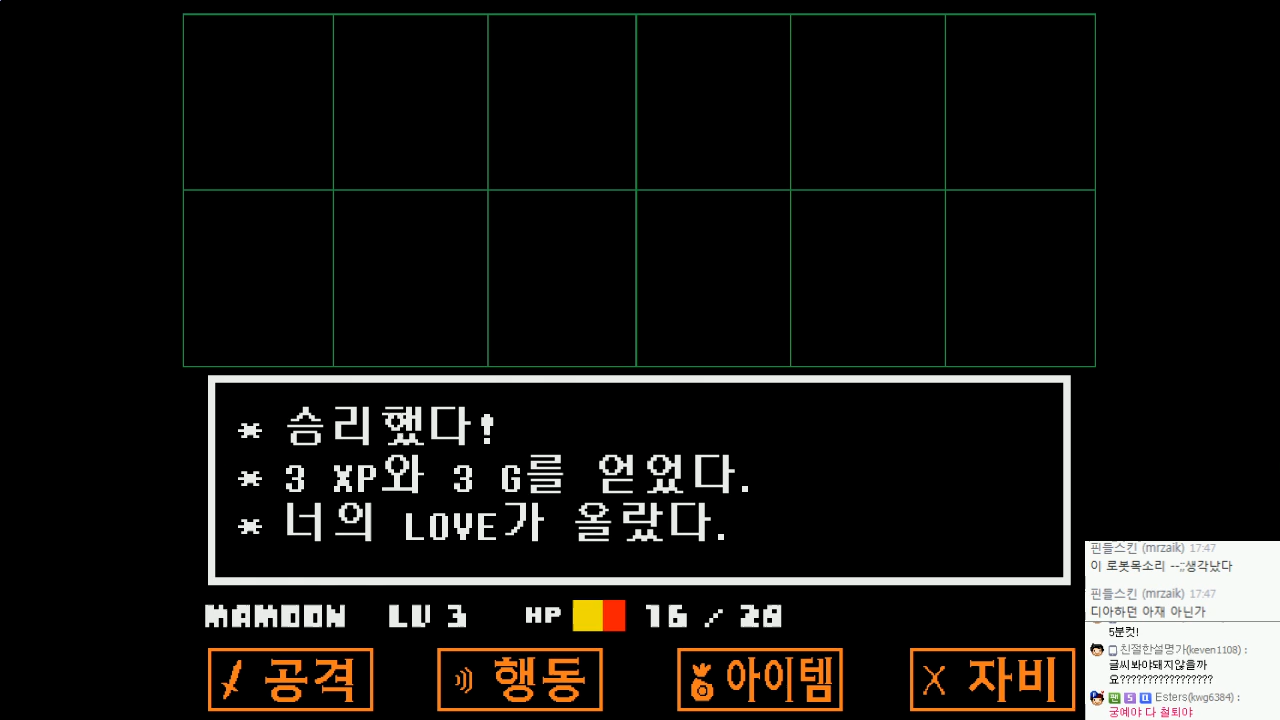 * 승리했다!
* 3 XP와 3 G를 얻었다.
* 너의 LOVE가 올랐다.
MAMOON LV 3 HP 16 / 28
공격 행동 아이템 자비
핀들스킨 (mrzaik) 17:47
이 로봇목소리 --;;생각났다
핀들스킨 (mrzaik) 17:47
디아하던 아재 아닌가
5분컷!
친절한설명가(keven1108) :
글씨봐야돼지않을까
요?????????????????
Esters(kwg6384) :
궁예야 다 철퇴야